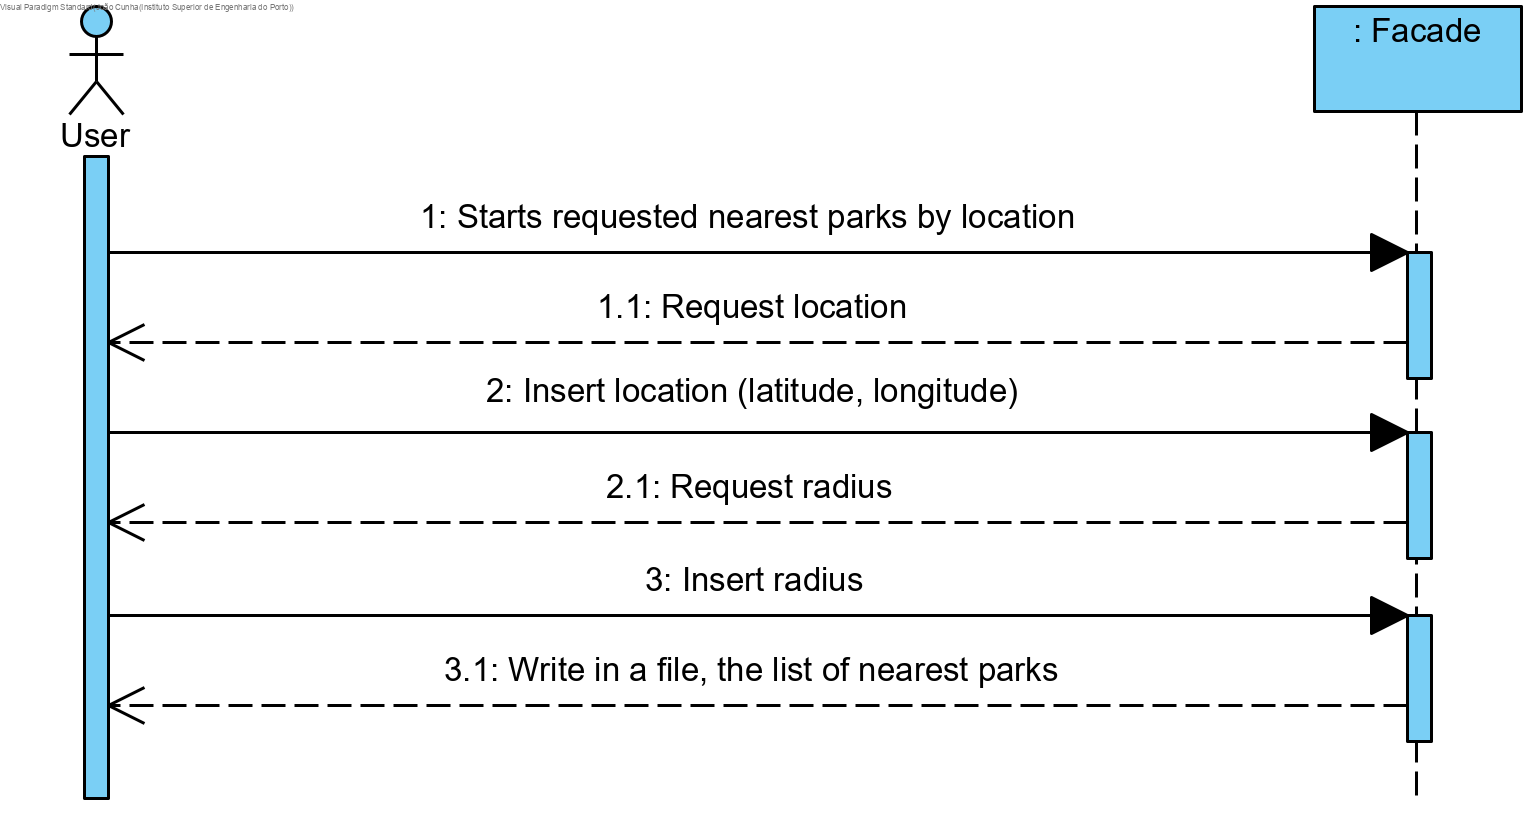 Visual Paradigm Standard Cunha(Instituto Superior de Engenharia do Porto))
: Facade
User
1: Starts requested nearest parks by location
1.1: Request location
2: Insert location (latitude, longitude)
2.1: Request radius
3: Insert radius
3.1: Write in a file, the list of nearest parks